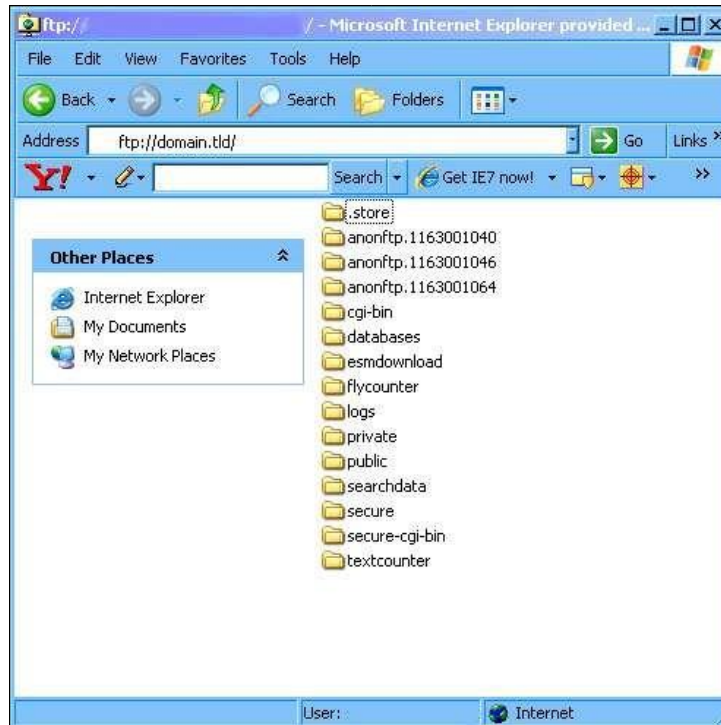 ftp:// / - Microsoft Internet Explorer provided ...
File Edit View Favorites Tools Help
Back Search Folders
Address ftp://domain.tld/ Go Links »
Y! Search Get IE7 now! »
.store
anonftp.1163001040
anonftp.1163001046
anonftp.1163001064
cgi-bin
databases
esmdownload
flycounter
logs
private
public
searchdata
secure
secure-cgi-bin
textcounter
Other Places
Internet Explorer
My Documents
My Network Places
User: Internet